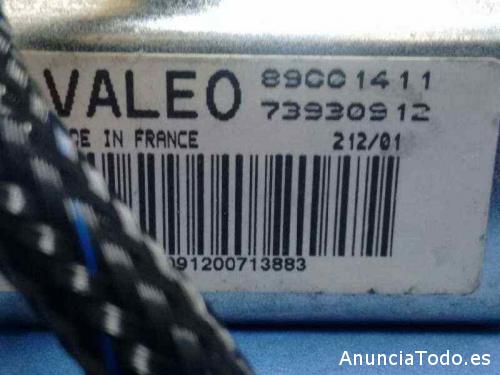 VALEO 89001411
73930912
DE IN FRANCE 212/01
091200713883
AnunciaTodo.es